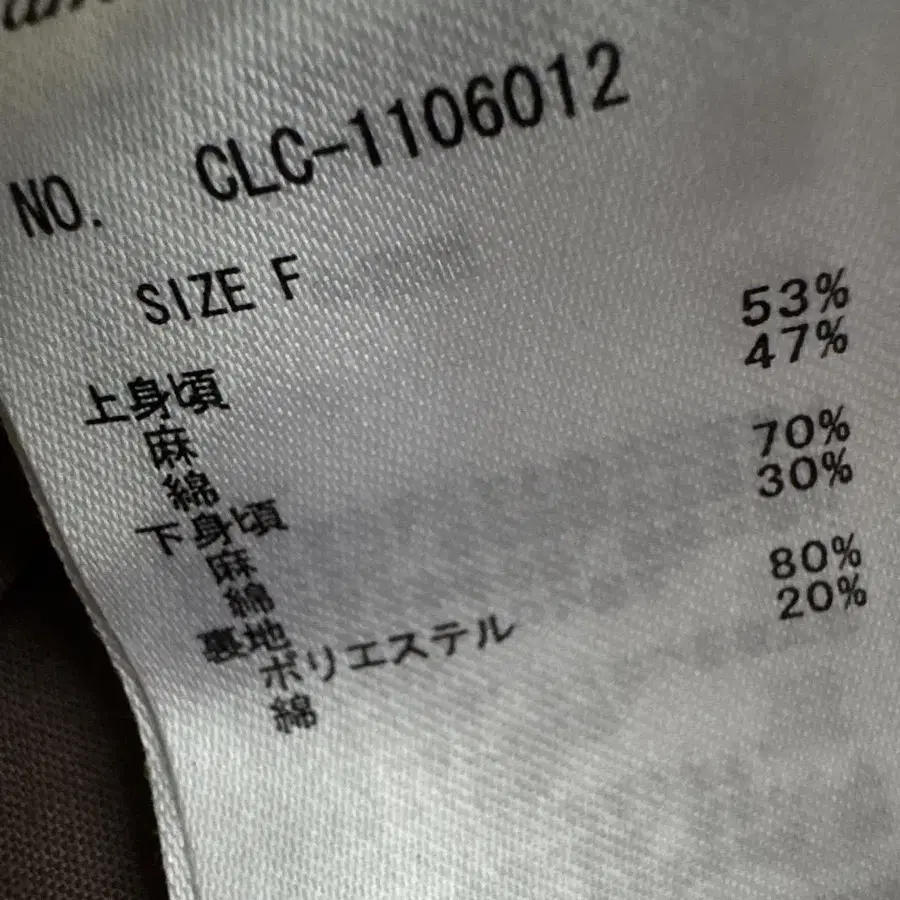 NO. CLC-1106012
SIZE F
上身頃
麻 53%
綿 47%
下身頃
麻 70%
綿 30%
裏地
ポリエステル 80%
綿 20%